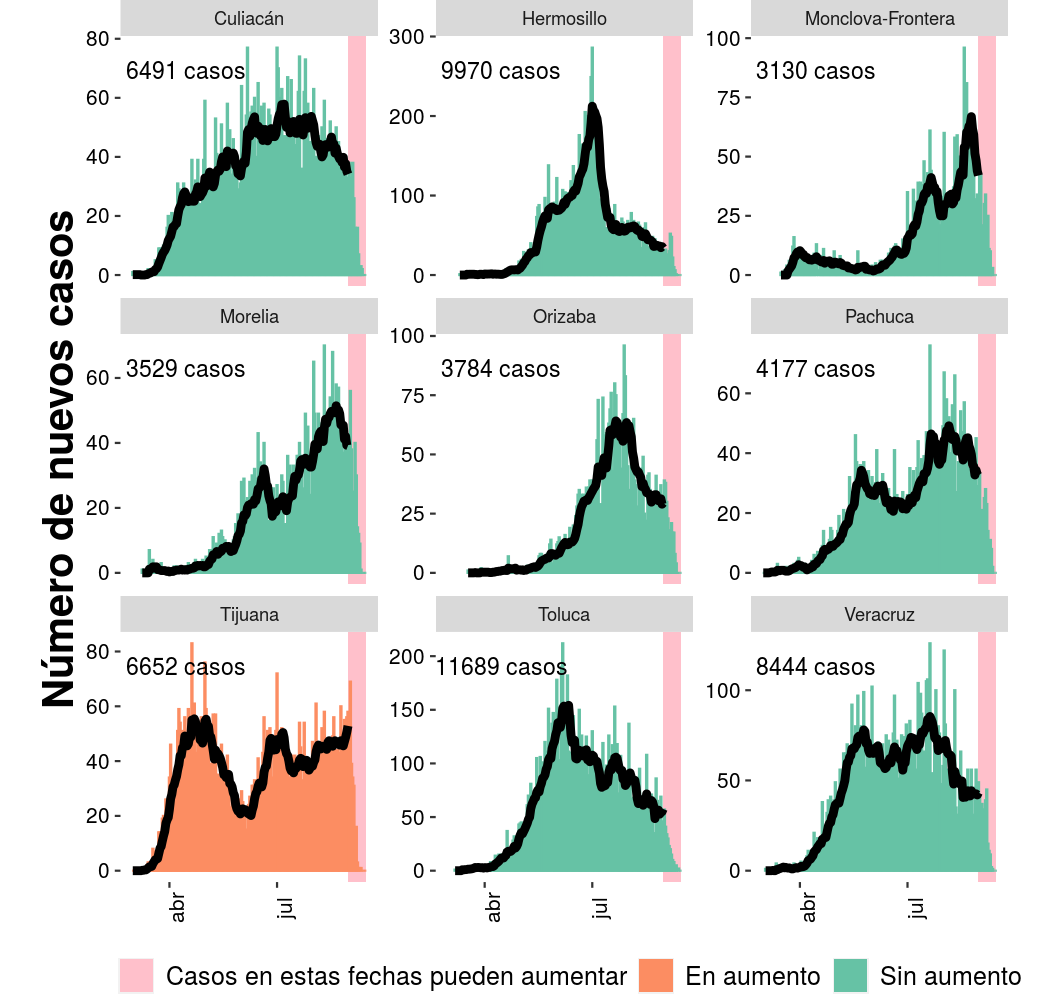 Número de nuevos casos
Culiacán
Hermosillo
Monclova-Frontera
80
60
40
20
0
6491 casos
300
200
100
0
9970 casos
100
75
50
25
0
3130 casos
Morelia
Orizaba
Pachuca
60
40
20
0
3529 casos
100
75
50
25
0
3784 casos
60
40
20
0
4177 casos
Tijuana
Toluca
Veracruz
80
60
40
20
0
6652 casos
200
150
100
50
0
11689 casos
100
50
0
8444 casos
abr
jul
abr
jul
abr
jul
Casos en estas fechas pueden aumentar
En aumento
Sin aumento